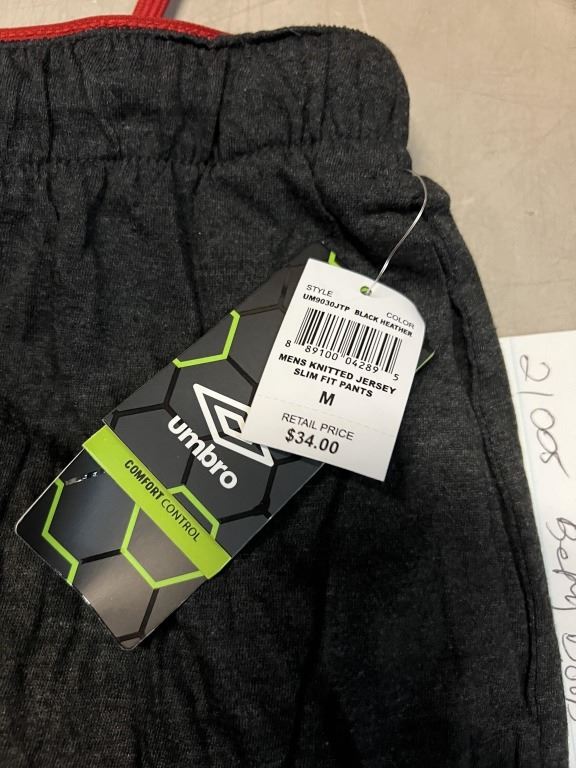 STYLE COLOR
UM9030JTP BLACK HEATHER
8 89100 04289 5
MENS KNITTED JERSEY
SLIM FIT PANTS
M
RETAIL PRICE
$34.00
umbro
COMFORT CONTROL